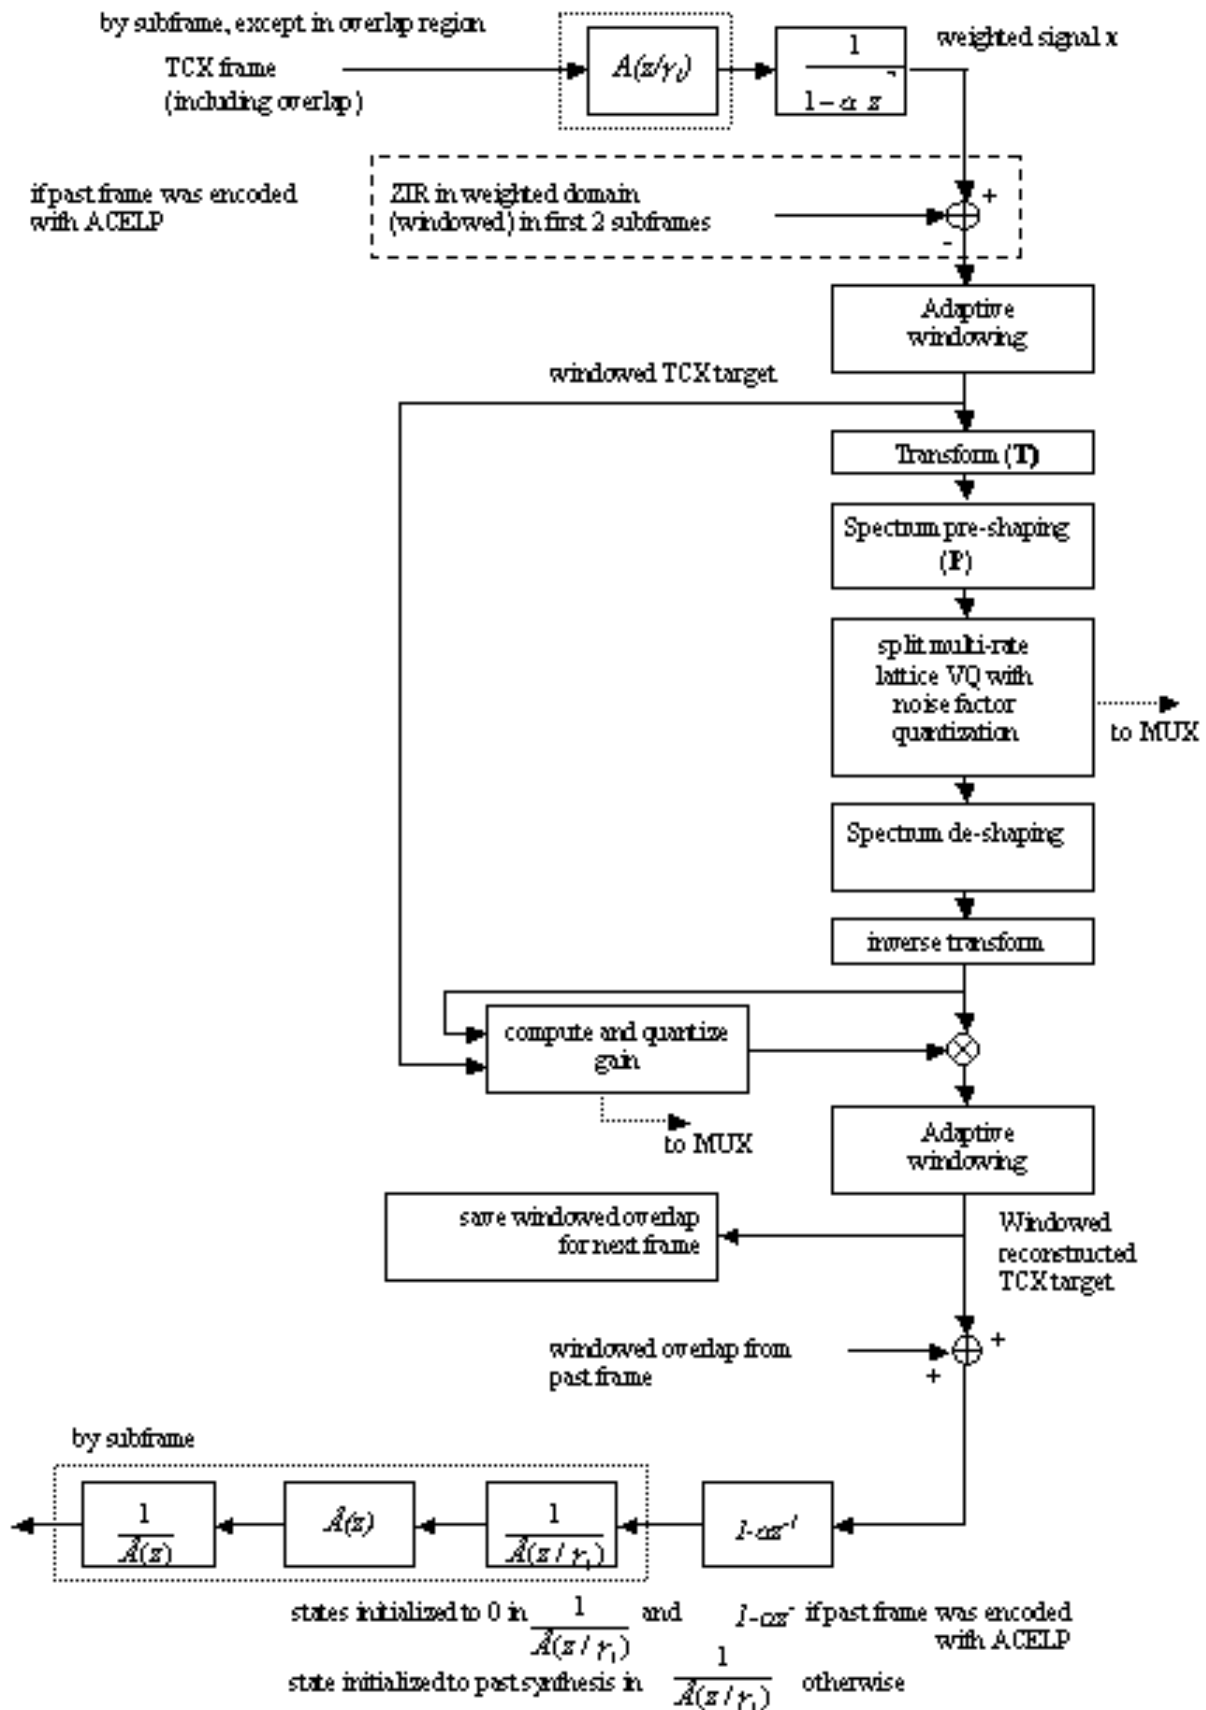 by subframe, except in overlap region
TCX frame
(including overlap)
A(z/γ₁)
1
1 − α z⁻
weighted signal x
if past frame was encoded
with ACELP
ZIR in weighted domain
(windowed) in first 2 subframes
+
-
Adaptive
windowing
windowed TCX target
Transform (T)
Spectrum pre-shaping
(P)
split multi-rate
lattice VQ with
noise factor
quantization
to MUX
Spectrum de-shaping
inverse transform
compute and quantize
gain
to MUX
Adaptive
windowing
save windowed overlap
for next frame
Windowed
reconstructed
TCX target
windowed overlap from
past frame
+
+
by subframe
1
Â(z)
Â(z)
1
Â(z / γ₁)
1-αz⁻¹
states initialized to 0 in 1 / Â(z / γ₁) and 1-αz⁻ if past frame was encoded
with ACELP
state initialized to past synthesis in 1 / Â(z / γ₁) otherwise